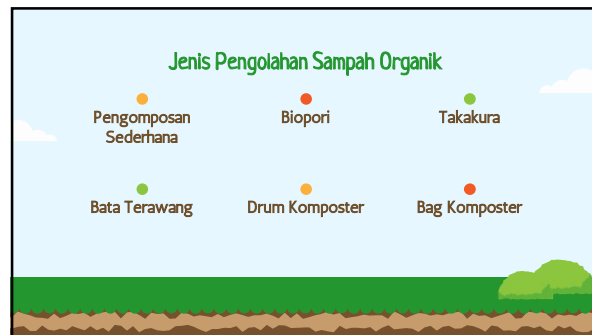 Jenis Pengolahan Sampah Organik
Pengomposan
Sederhana
Biopori
Takakura
Bata Terawang
Drum Komposter
Bag Komposter